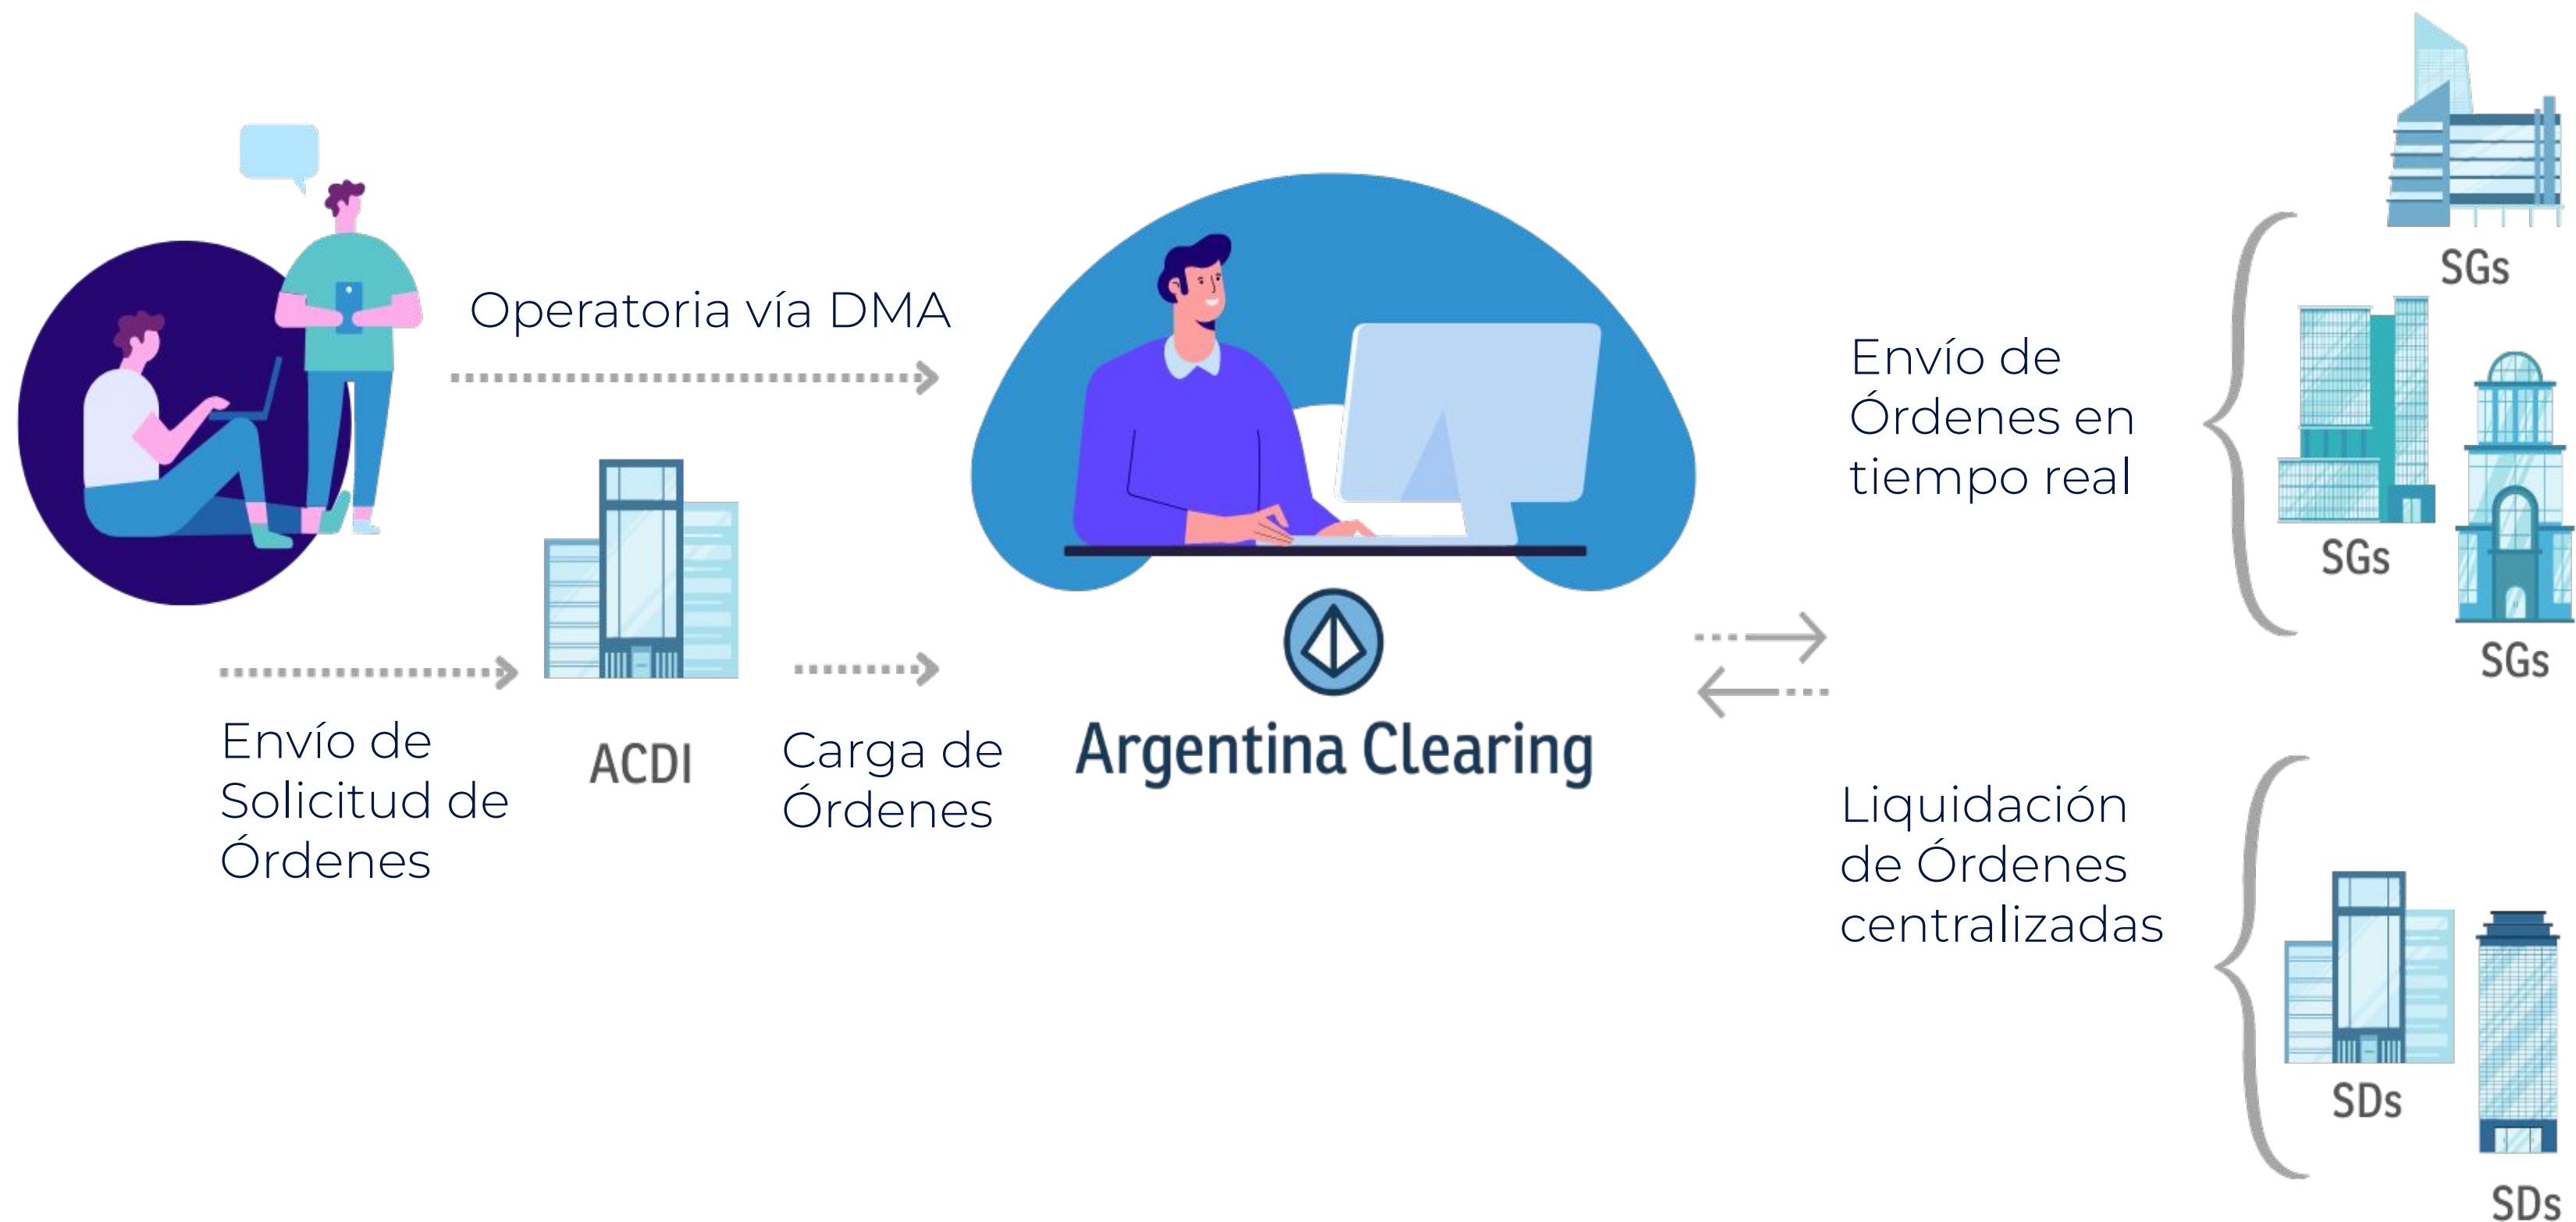 Operatoria vía DMA
Envío de
Solicitud de
Órdenes
ACDI
Carga de
Órdenes
Argentina Clearing
Envío de
Órdenes en
tiempo real
SGs
SGs
SGs
Liquidación
de Órdenes
centralizadas
SDs
SDs